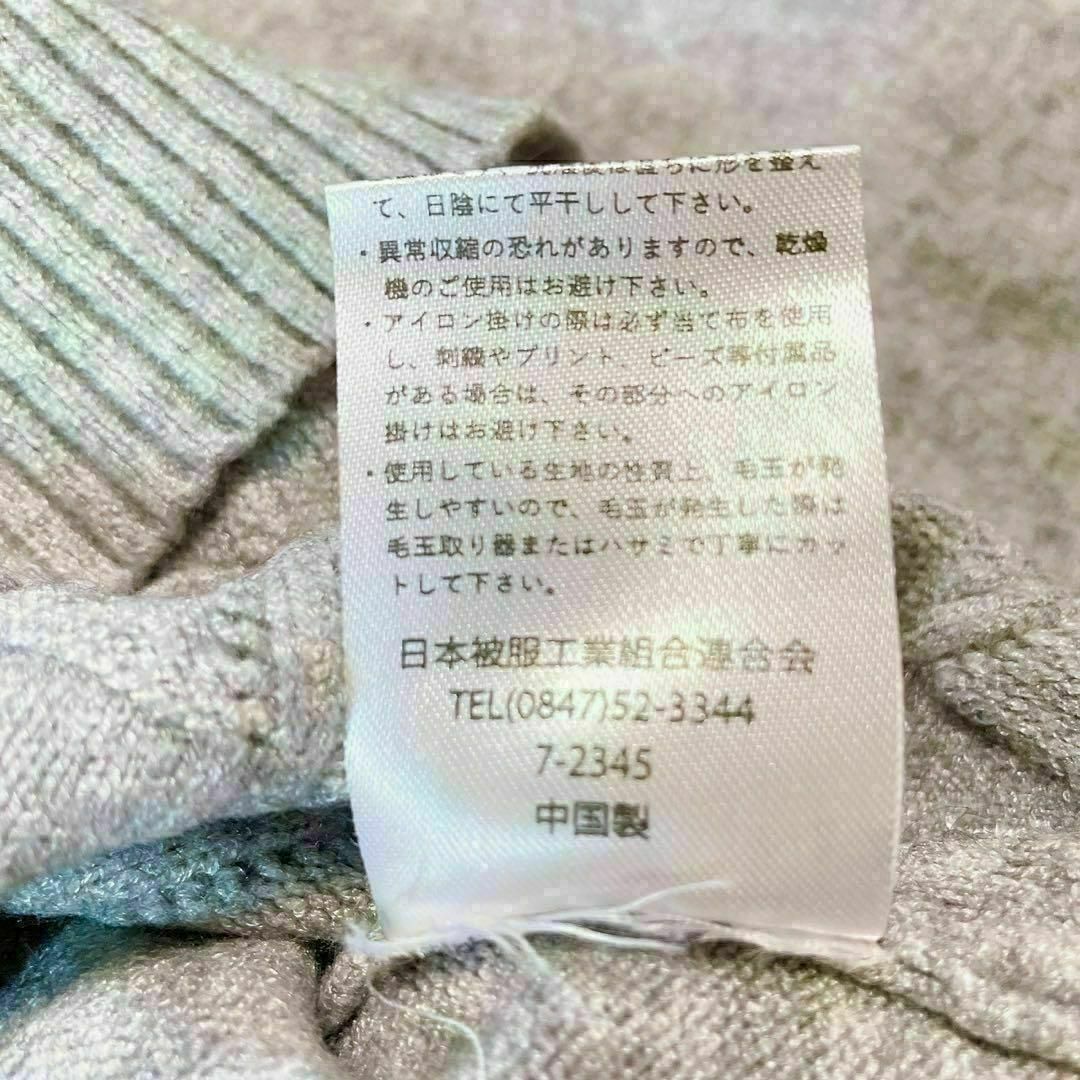 後は直ちに形を整え
て、日陰にて平干しして下さい。
・異常収縮の恐れがありますので、乾燥
機のご使用はお避け下さい。
・アイロン掛けの際は必ず当て布を使用
し、刺繍やプリント、ビーズ等付属品
がある場合は、その部分へのアイロン
掛けはお避け下さい。
・使用している生地の性質上、毛玉が発
生しやすいので、毛玉が発生した際は
毛玉取り器またはハサミで丁寧にカッ
トして下さい。
日本被服工業組合連合会
TEL(0847)52-3344
7-2345
中国製